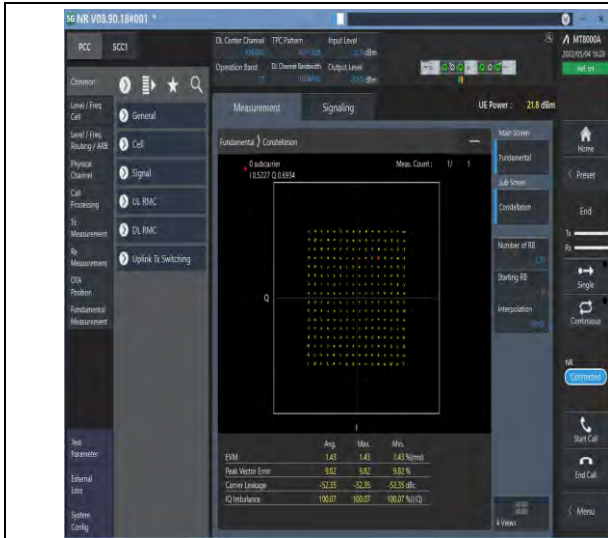 5G NR V08.90.18#001 *
PCC SCC1
DL Center Channel TPC Pattern Input Level
Operation Band DL Channel Bandwidth Output Level
MT8000A
2022/05/04
Ref. Int
Common
Level / Freq
Cell
Level / Freq
Routing / ARB
Physical
Channel
Call
Processing
Tx
Measurement
Rx
Measurement
OTA
Position
Fundamental
Measurement
Test
Parameter
External
Loss
System
Config
General
Cell
Signal
UL RMC
DL RMC
Uplink Tx Switching
Measurement Signaling UE Power : 21.8 dBm
Fundamental Constellation
0 subcarrier Meas. Count : 1/ 1
I 0.5227 Q 0.6934
Q
I
Avg. Max. Min.
EVM 1.43 1.43 1.43 %(rms)
Peak Vector Error 9.82 9.82 9.82 %
Carrier Leakage -52.35 -52.35 -52.35 dBc
IQ Imbalance 100.07 100.07 100.07 %(I/Q)
Main Screen
Fundamental
Sub Screen
Constellation
Number of RB
Starting RB
Interpolation
4 Views
Home
Preset
End
Tx
Rx
Single
Continuous
NR
Connected
Start Call
End Call
Menu